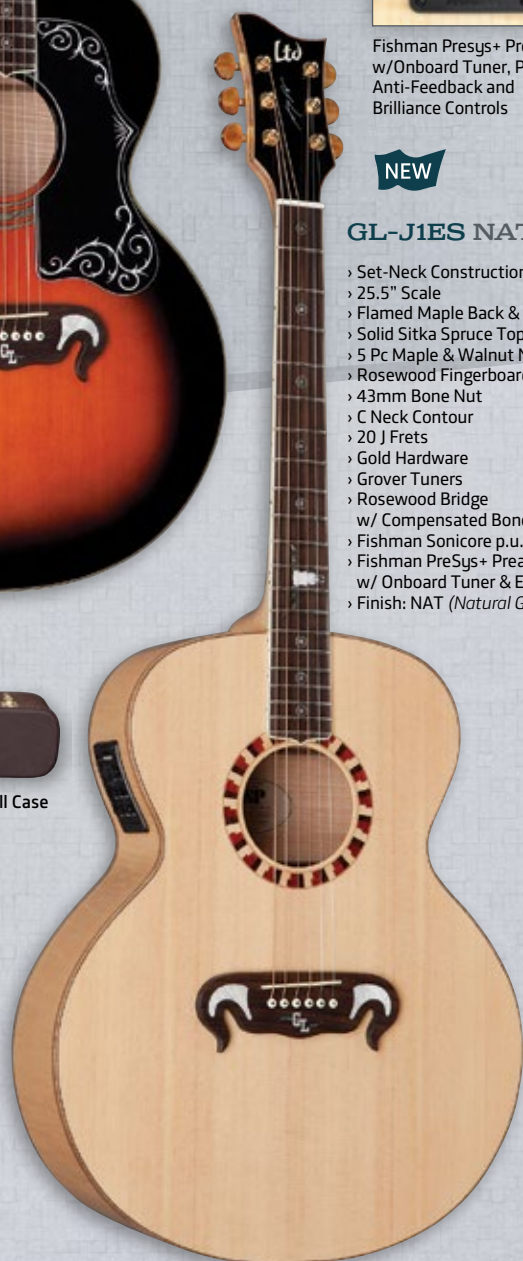 Ltd
Fishman Presys+ Pre
w/Onboard Tuner, P
Anti-Feedback and
Brilliance Controls
NEW
GL-J1ES NAT
› Set-Neck Construction
› 25.5" Scale
› Flamed Maple Back &
› Solid Sitka Spruce Top
› 5 Pc Maple & Walnut N
› Rosewood Fingerboard
› 43mm Bone Nut
› C Neck Contour
› 20 J Frets
› Gold Hardware
› Grover Tuners
› Rosewood Bridge
w/ Compensated Bone
› Fishman Sonicore p.u.
› Fishman PreSys+ Prea
w/ Onboard Tuner & E
› Finish: NAT (Natural G
GL
ll Case
SP
GL